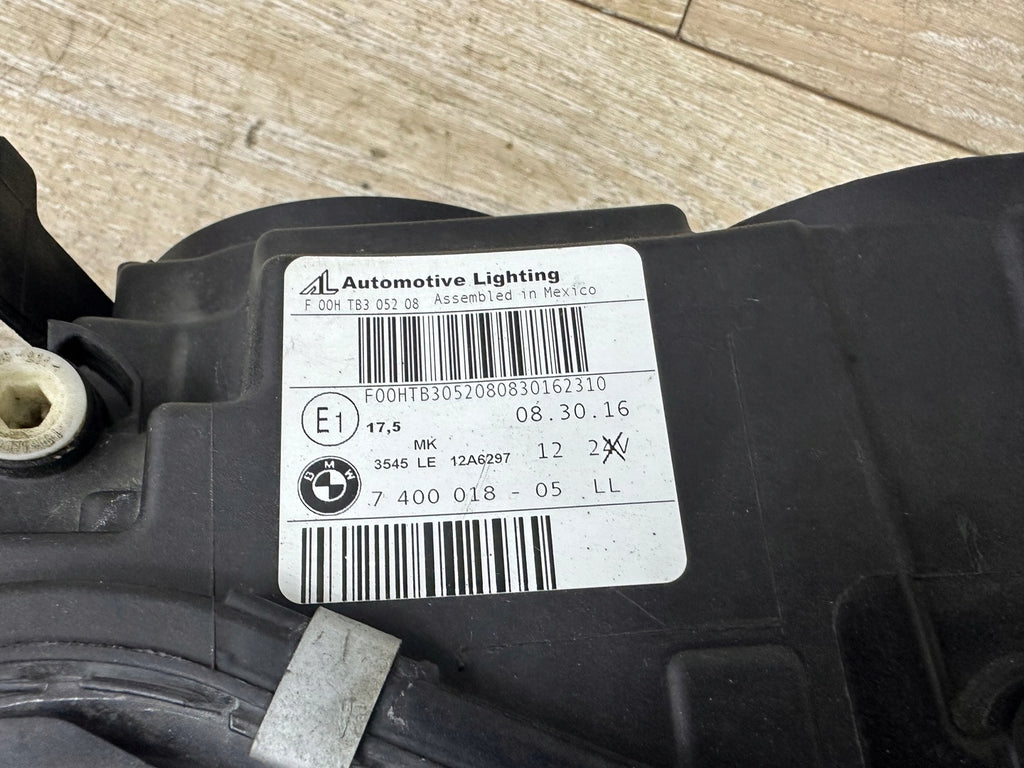 AL Automotive Lighting
F 00H TB3 052 08 Assembled in Mexico
F00HTB3052080830162310
E1 17,5 08.30.16
MK
3545 LE 12A6297 12 24V
BMW 7 400 018 - 05 LL